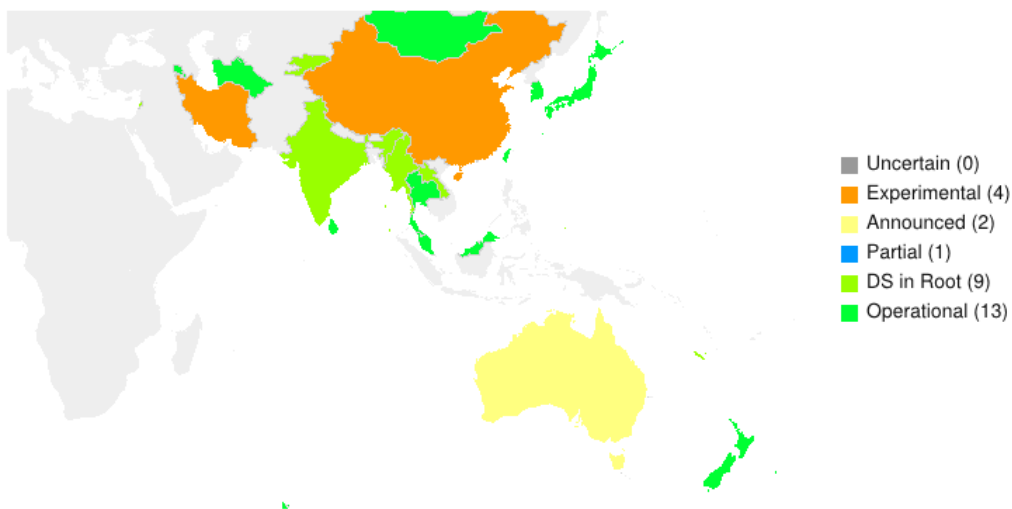 Uncertain (0)
Experimental (4)
Announced (2)
Partial (1)
DS in Root (9)
Operational (13)